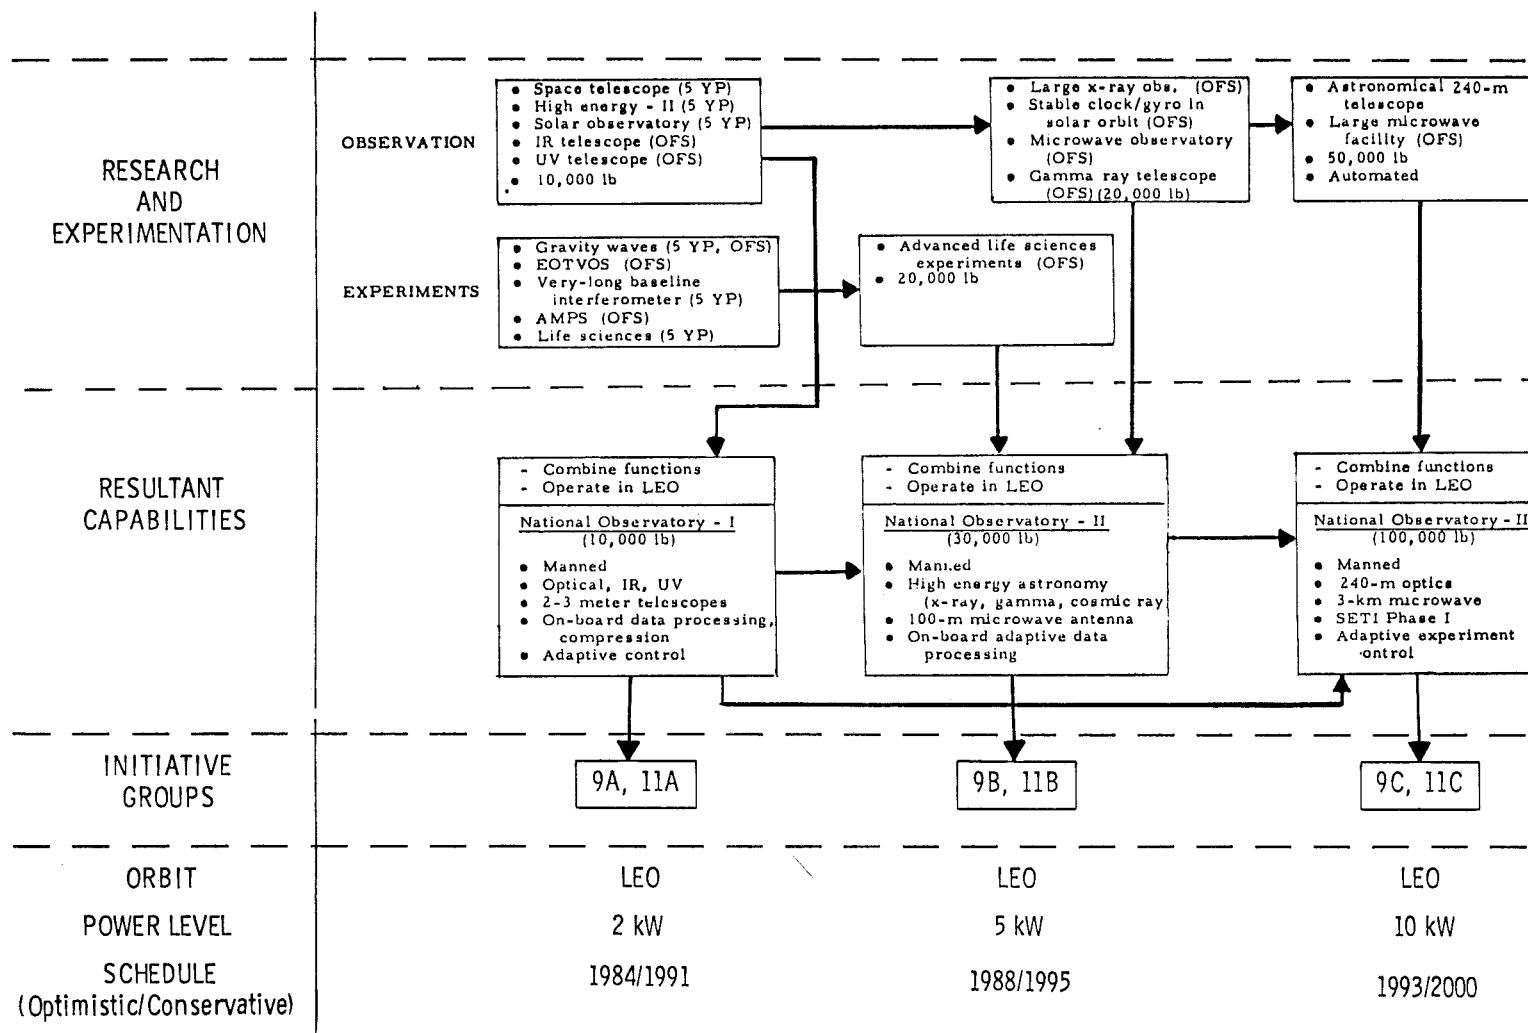 RESEARCH
AND
EXPERIMENTATION
OBSERVATION
• Space telescope (5 YP)
• High energy - II (5 YP)
• Solar observatory (5 YP)
• IR telescope (OFS)
• UV telescope (OFS)
• 10,000 lb
• Large x-ray obs. (OFS)
• Stable clock/gyro in
solar orbit (OFS)
• Microwave observatory
(OFS)
• Gamma ray telescope
(OFS) (20,000 lb)
• Astronomical 240-m
telescope
• Large microwave
facility (OFS)
• 50,000 lb
• Automated
EXPERIMENTS
• Gravity waves (5 YP, OFS)
• EOTVOS (OFS)
• Very-long baseline
interferometer (5 YP)
• AMPS (OFS)
• Life sciences (5 YP)
• Advanced life sciences
experiments (OFS)
• 20,000 lb
RESULTANT
CAPABILITIES
- Combine functions
- Operate in LEO
National Observatory - I
(10,000 lb)
• Manned
• Optical, IR, UV
• 2-3 meter telescopes
• On-board data processing,
compression
• Adaptive control
- Combine functions
- Operate in LEO
National Observatory - II
(30,000 lb)
• Manned
• High energy astronomy
(x-ray, gamma, cosmic ray
• 100-m microwave antenna
• On-board adaptive data
processing
- Combine functions
- Operate in LEO
National Observatory - II
(100,000 lb)
• Manned
• 240-m optics
• 3-km microwave
• SETI Phase I
• Adaptive experiment
ontrol
INITIATIVE
GROUPS
9A, 11A
9B, 11B
9C, 11C
ORBIT
LEO
LEO
LEO
POWER LEVEL
2 kW
5 kW
10 kW
SCHEDULE
(Optimistic/Conservative)
1984/1991
1988/1995
1993/2000